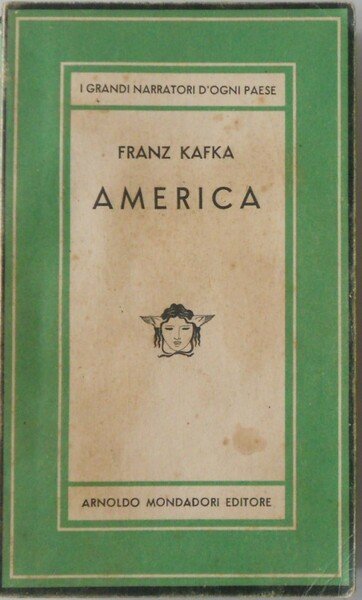 I GRANDI NARRATORI D'OGNI PAESE
FRANZ KAFKA
AMERICA
ARNOLDO MONDADORI EDITORE